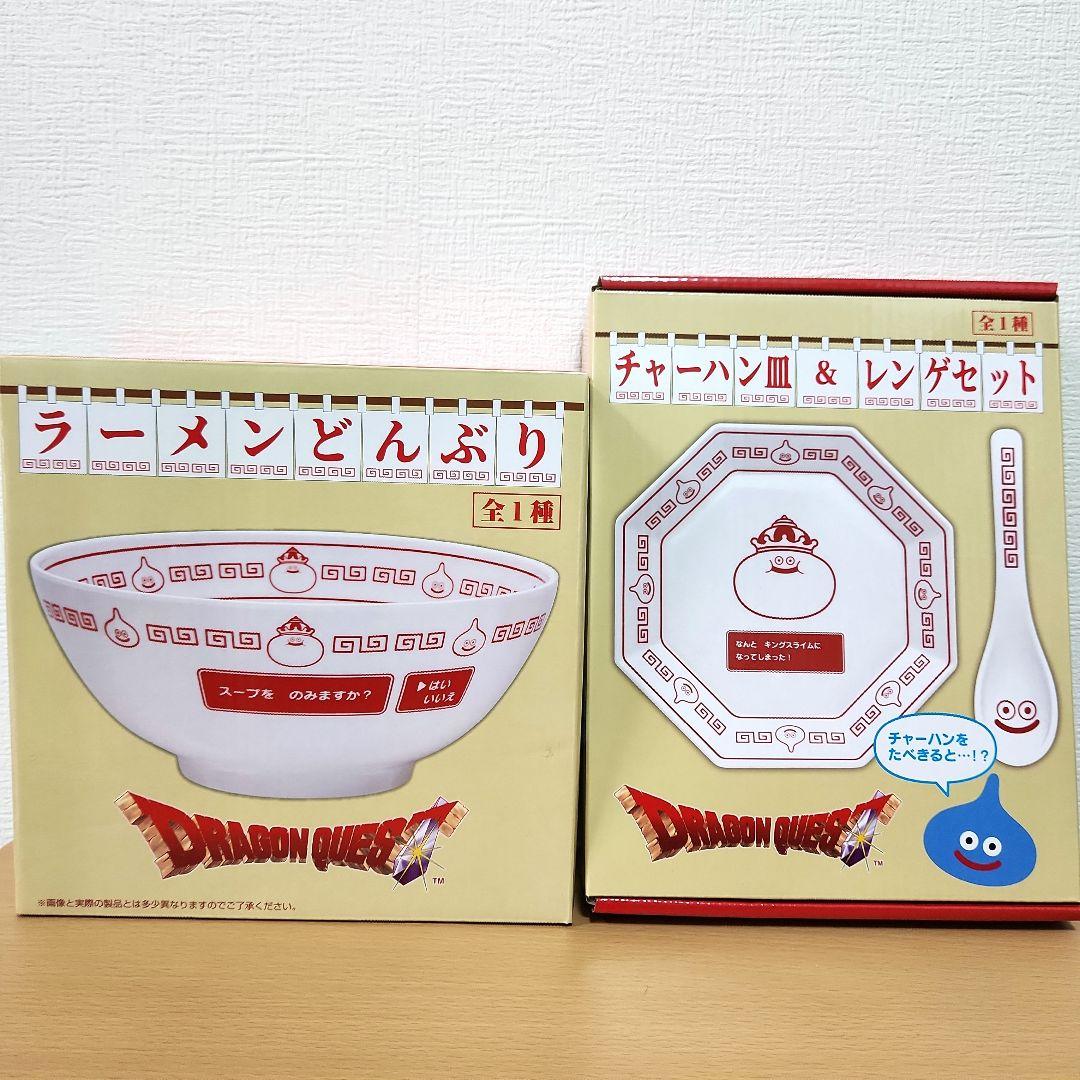 ラーメンどんぶり
全1種
スープを のみますか?
▶はい
いいえ
DRAGON QUEST
TM
※画像と実際の製品とは多少異なりますのでご了承ください。
全1種
チャーハン皿 & レンゲセット
なんと キングスライムに
なってしまった!
チャーハンを
たべきると…!?
DRAGON QUEST
TM